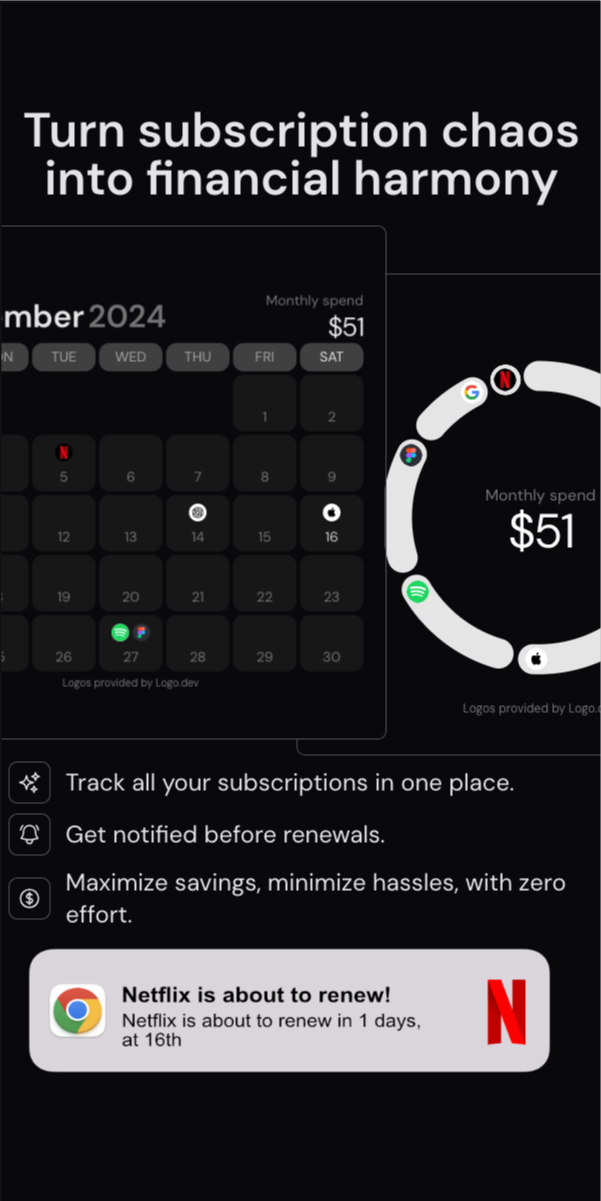 Turn subscription chaos
into financial harmony
mber 2024
Monthly spend
$51
TUE WED THU FRI SAT
1 2
5 6 7 8 9
12 13 14 15 16
19 20 21 22 23
26 27 28 29 30
Logos provided by Logo.dev
Monthly spend
$51
Logos provided by Logo.
Track all your subscriptions in one place.
Get notified before renewals.
Maximize savings, minimize hassles, with zero
effort.
Netflix is about to renew!
Netflix is about to renew in 1 days,
at 16th